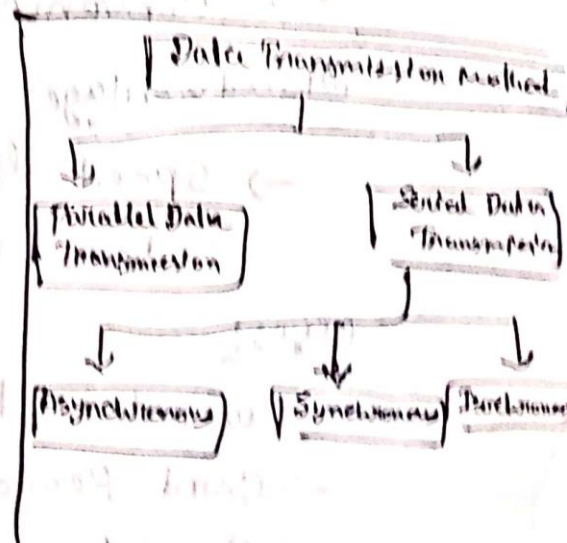 Data Transmission Method
Parallel Data
Transmission
Serial Data
Transmission
Asynchronous
Synchronous